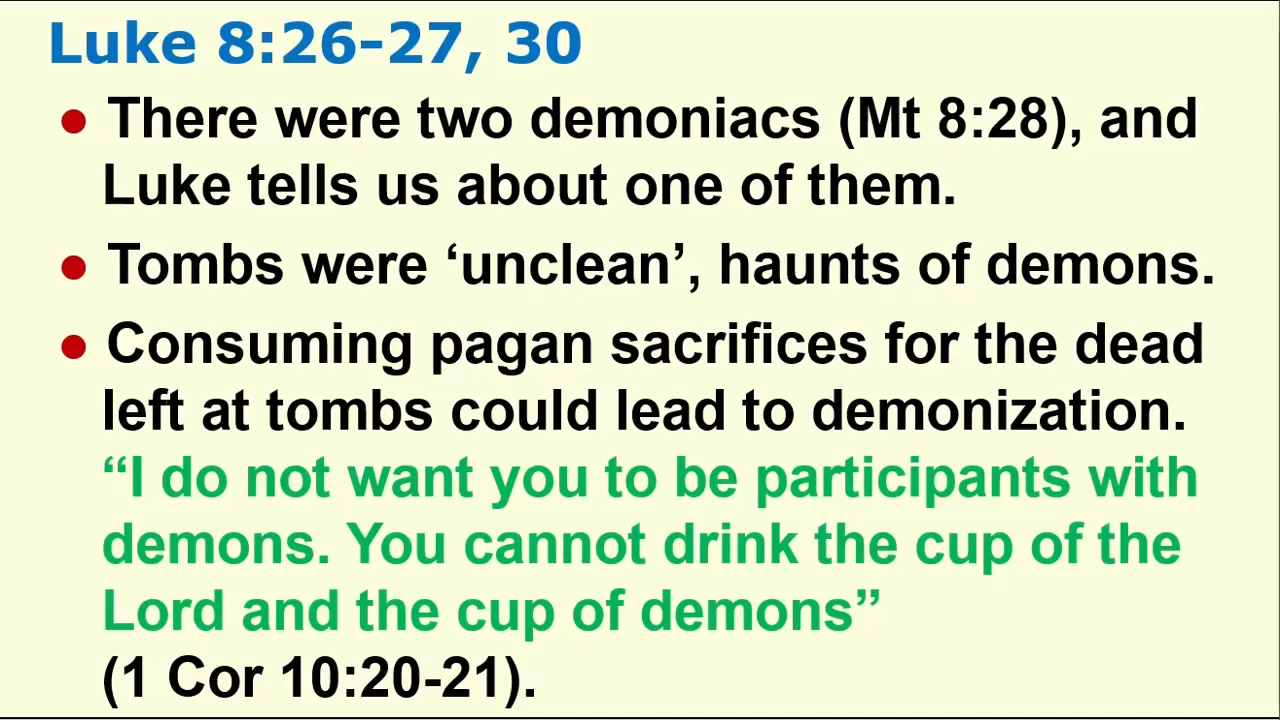 Luke 8:26-27, 30
● There were two demoniacs (Mt 8:28), and
Luke tells us about one of them.
● Tombs were ‘unclean’, haunts of demons.
● Consuming pagan sacrifices for the dead
left at tombs could lead to demonization.
“I do not want you to be participants with
demons. You cannot drink the cup of the
Lord and the cup of demons”
(1 Cor 10:20-21).